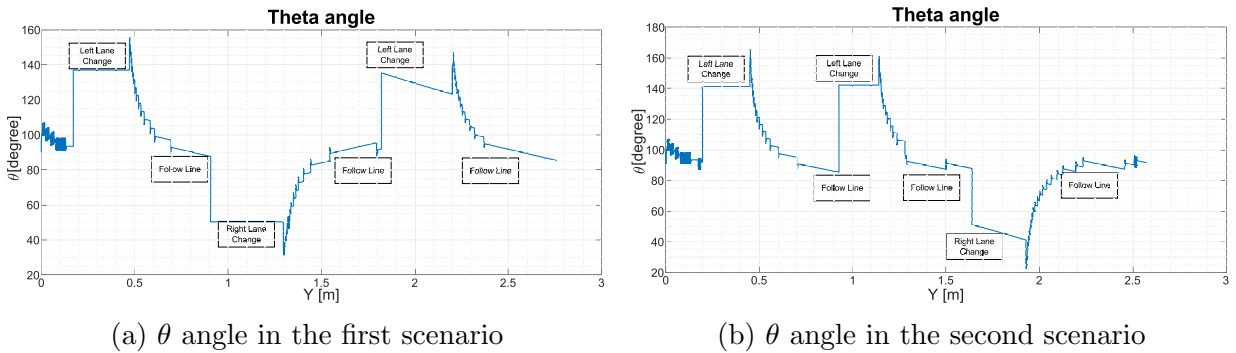 Theta angle
160
140
120
100
80
60
40
20
θ[degree]
Left Lane
Change
Follow Line
Right Lane
Change
Follow Line
Left Lane
Change
Follow Line
0
0.5
1
1.5
2
2.5
3
Y [m]
(a) θ angle in the first scenario
Theta angle
180
160
140
120
100
80
60
40
20
θ[degree]
Left Lane
Change
Left Lane
Change
Follow Line
Follow Line
Right Lane
Change
Follow Line
0
0.5
1
1.5
2
2.5
3
Y [m]
(b) θ angle in the second scenario